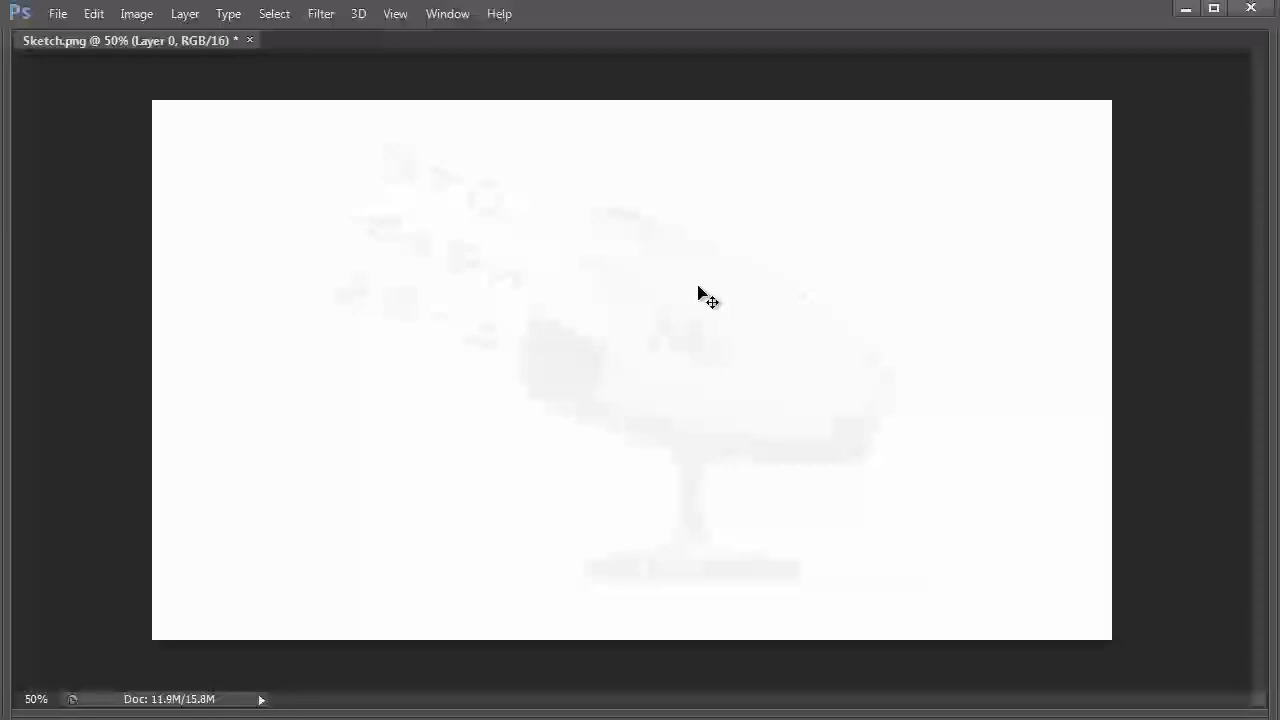 Ps File Edit Image Layer Type Select Filter 3D View Window Help
Sketch.png @ 50% (Layer 0, RGB/16) * ×
50% Doc: 11.9M/15.8M